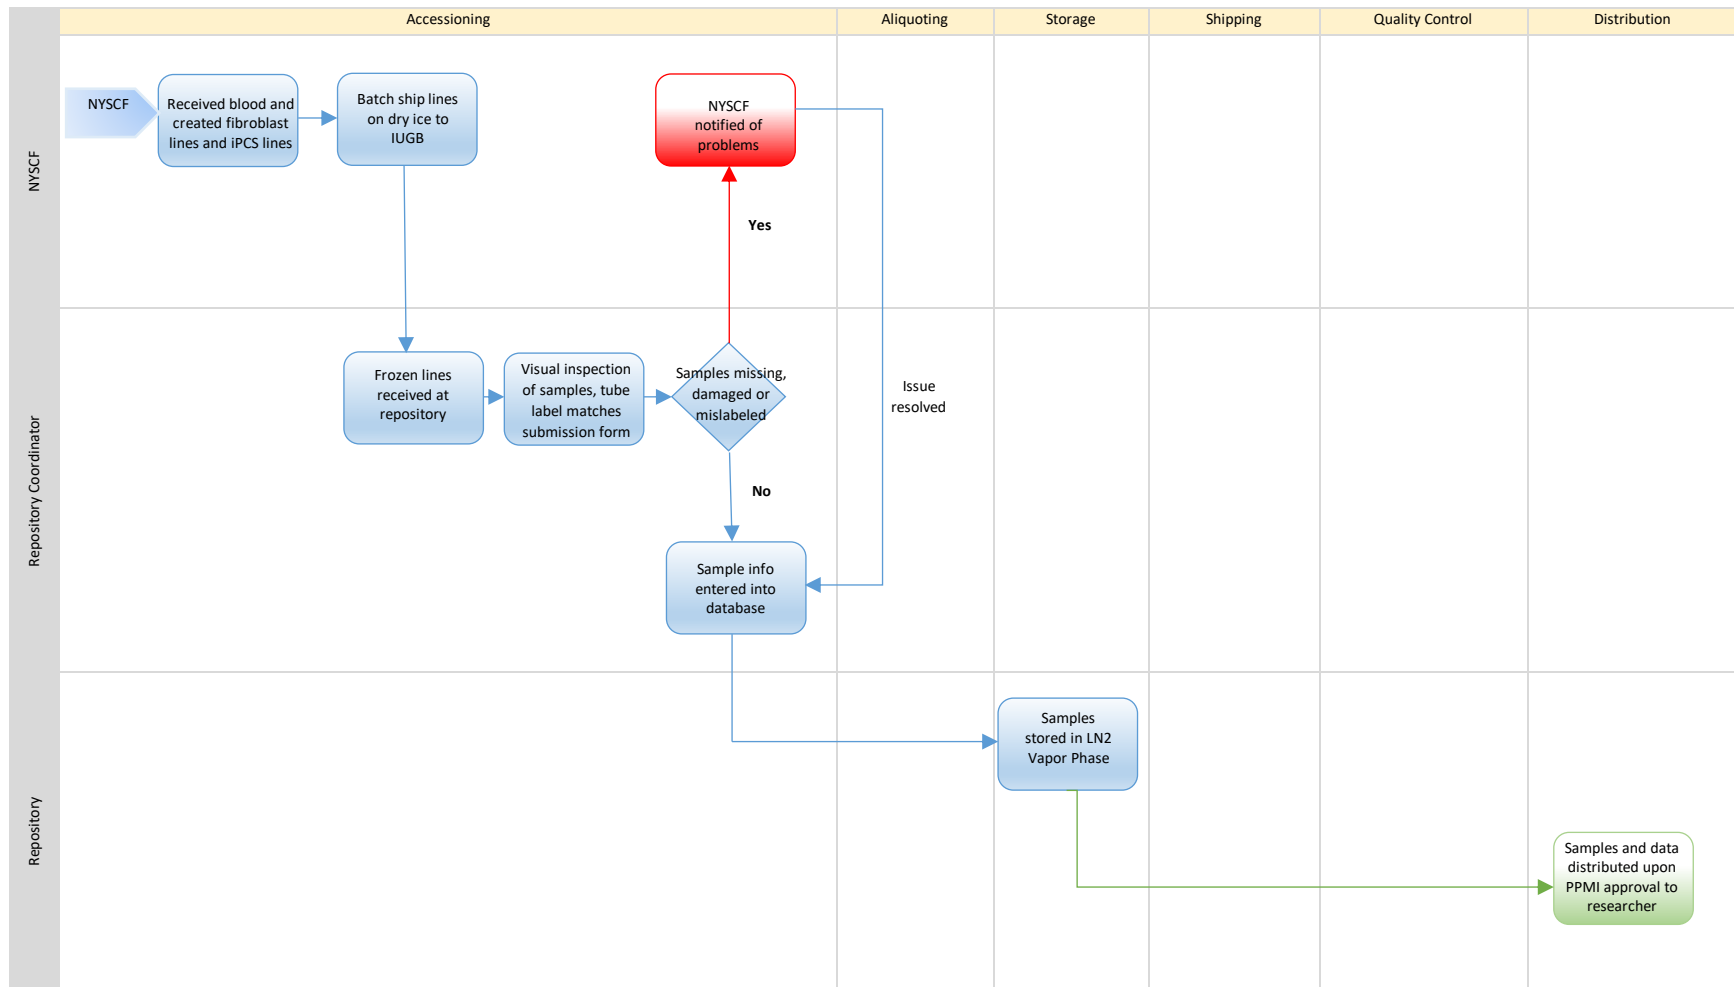 Accessioning
Aliquoting
Storage
Shipping
Quality Control
Distribution
NYSCF
NYSCF
Received blood and
created fibroblast
lines and iPCS lines
Batch ship lines
on dry ice to
IUGB
NYSCF
notified of
problems
Yes
Repository Coordinator
Frozen lines
received at
repository
Visual inspection
of samples, tube
label matches
submission form
Samples missing,
damaged or
mislabeled
Issue
resolved
No
Sample info
entered into
database
Repository
Samples
stored in LN2
Vapor Phase
Samples and data
distributed upon
PPMI approval to
researcher